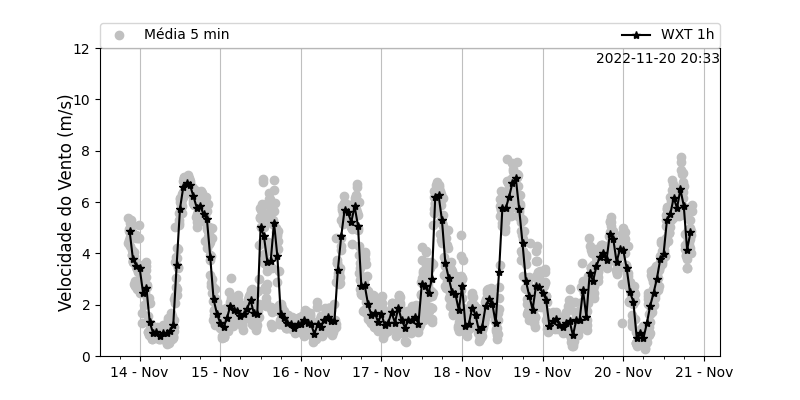 Média 5 min
WXT 1h
2022-11-20 20:33
Velocidade do Vento (m/s)
12
10
8
6
4
2
0
14 - Nov
15 - Nov
16 - Nov
17 - Nov
18 - Nov
19 - Nov
20 - Nov
21 - Nov